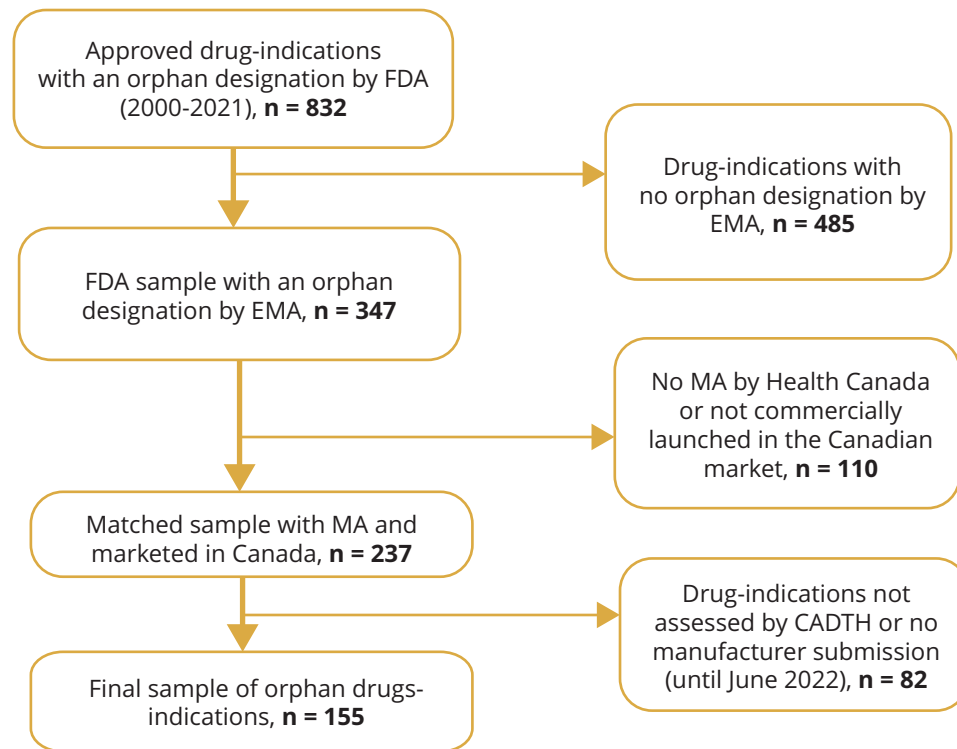 Approved drug-indications
with an orphan designation by FDA
(2000-2021), n = 832
Drug-indications with
no orphan designation by
EMA, n = 485
FDA sample with an orphan
designation by EMA, n = 347
No MA by Health Canada
or not commercially
launched in the Canadian
market, n = 110
Matched sample with MA and
marketed in Canada, n = 237
Drug-indications not
assessed by CADTH or no
manufacturer submission
(until June 2022), n = 82
Final sample of orphan drugs-
indications, n = 155